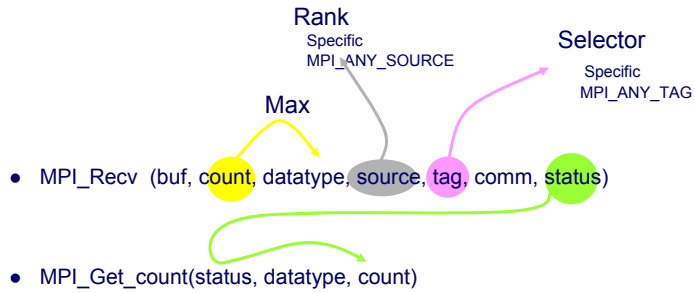 Rank
Specific
MPI_ANY_SOURCE
Selector
Specific
MPI_ANY_TAG
Max
● MPI_Recv (buf, count, datatype, source, tag, comm, status)
● MPI_Get_count(status, datatype, count)